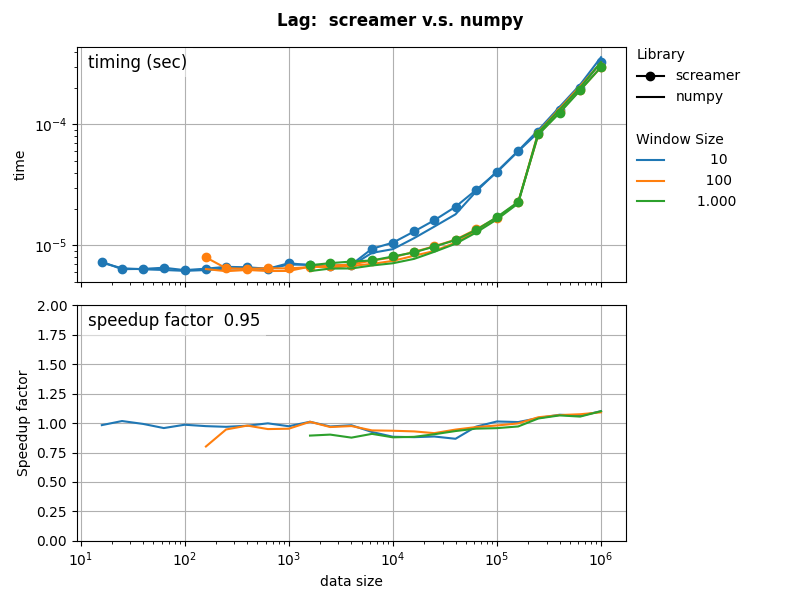 Lag:  screamer v.s. numpy
timing (sec)
10⁻⁴
10⁻⁵
time
Library
screamer
numpy
Window Size
10
100
1.000
speedup factor  0.95
2.00
1.75
1.50
1.25
1.00
0.75
0.50
0.25
0.00
Speedup factor
10¹ 10² 10³ 10⁴ 10⁵ 10⁶
data size